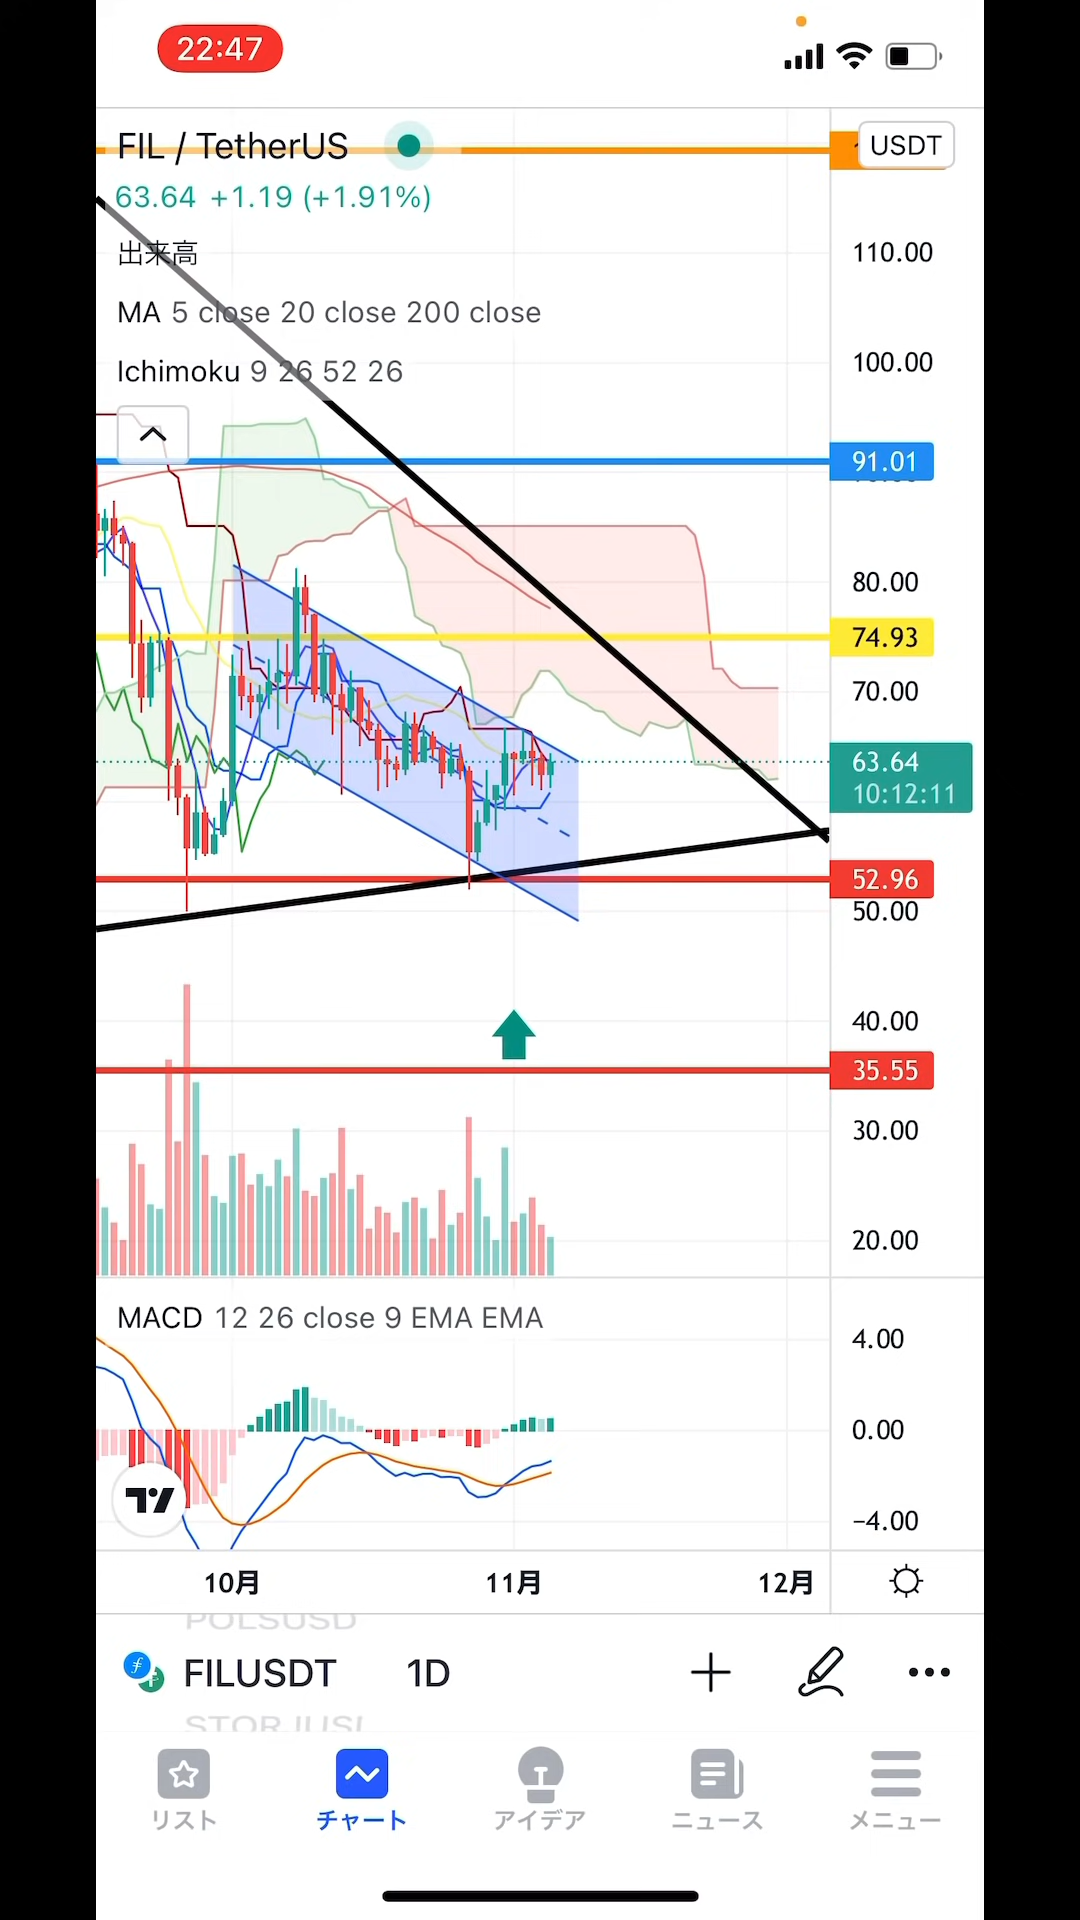 22:47
FIL / TetherUS
USDT
63.64 +1.19 (+1.91%)
出来高
MA 5 close 20 close 200 close
Ichimoku 9 26 52 26
110.00
100.00
91.01
80.00
74.93
70.00
63.64
10:12:11
52.96
50.00
40.00
35.55
30.00
20.00
MACD 12 26 close 9 EMA EMA
4.00
0.00
−4.00
10月 11月 12月
POLSUSD
FILUSDT 1D
リスト チャート アイデア ニュース メニュー